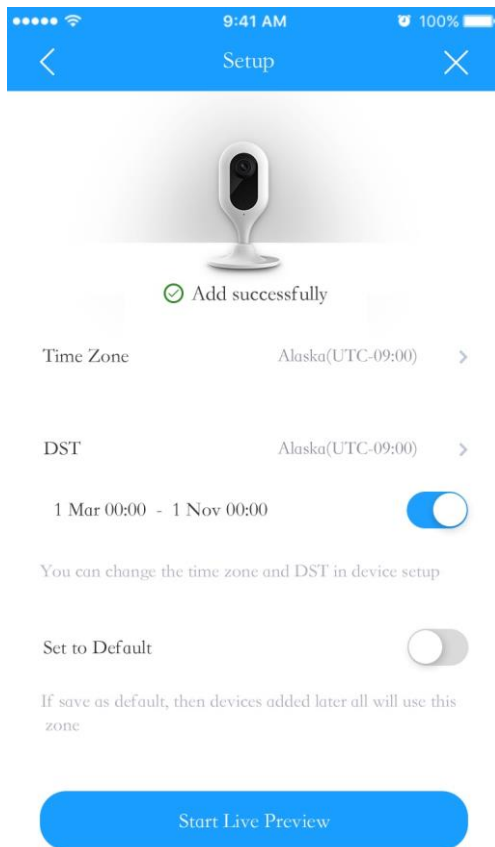 9:41 AM
100%
Setup
Add successfully
Time Zone
Alaska(UTC-09:00)
DST
Alaska(UTC-09:00)
1 Mar 00:00 - 1 Nov 00:00
You can change the time zone and DST in device setup
Set to Default
If save as default, then devices added later all will use this
zone
Start Live Preview